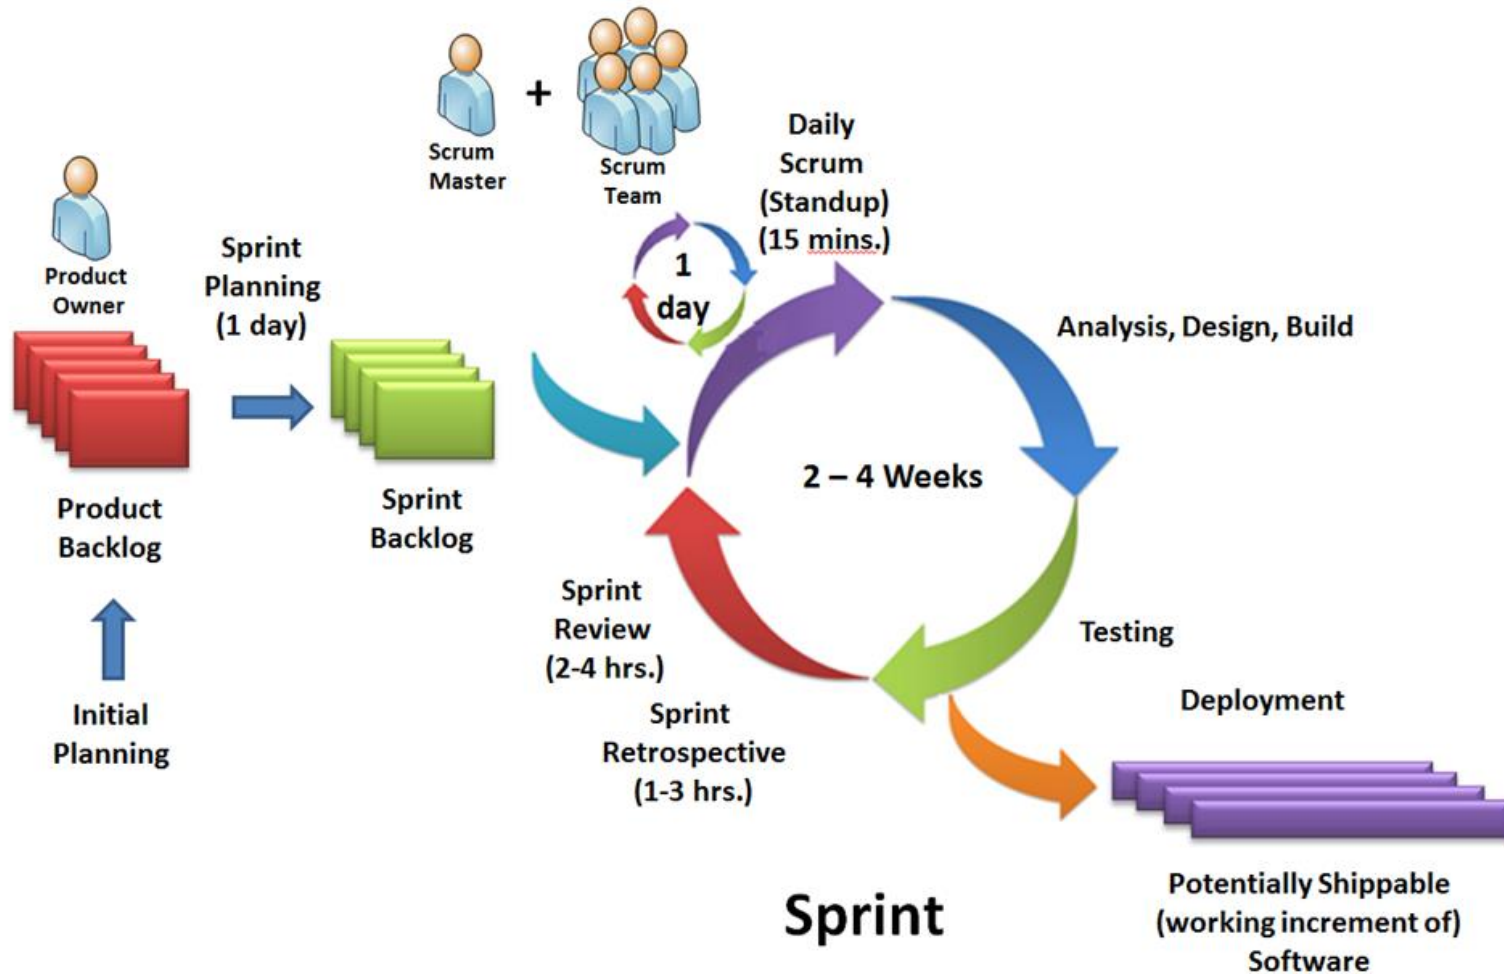 Scrum
Master
+
Scrum
Team
Product
Owner
Sprint
Planning
(1 day)
Daily
Scrum
(Standup)
(15 mins.)
1
day
Analysis, Design, Build
2 – 4 Weeks
Product
Backlog
Sprint
Backlog
Initial
Planning
Sprint
Review
(2-4 hrs.)
Sprint
Retrospective
(1-3 hrs.)
Testing
Deployment
Potentially Shippable
(working increment of)
Software
Sprint